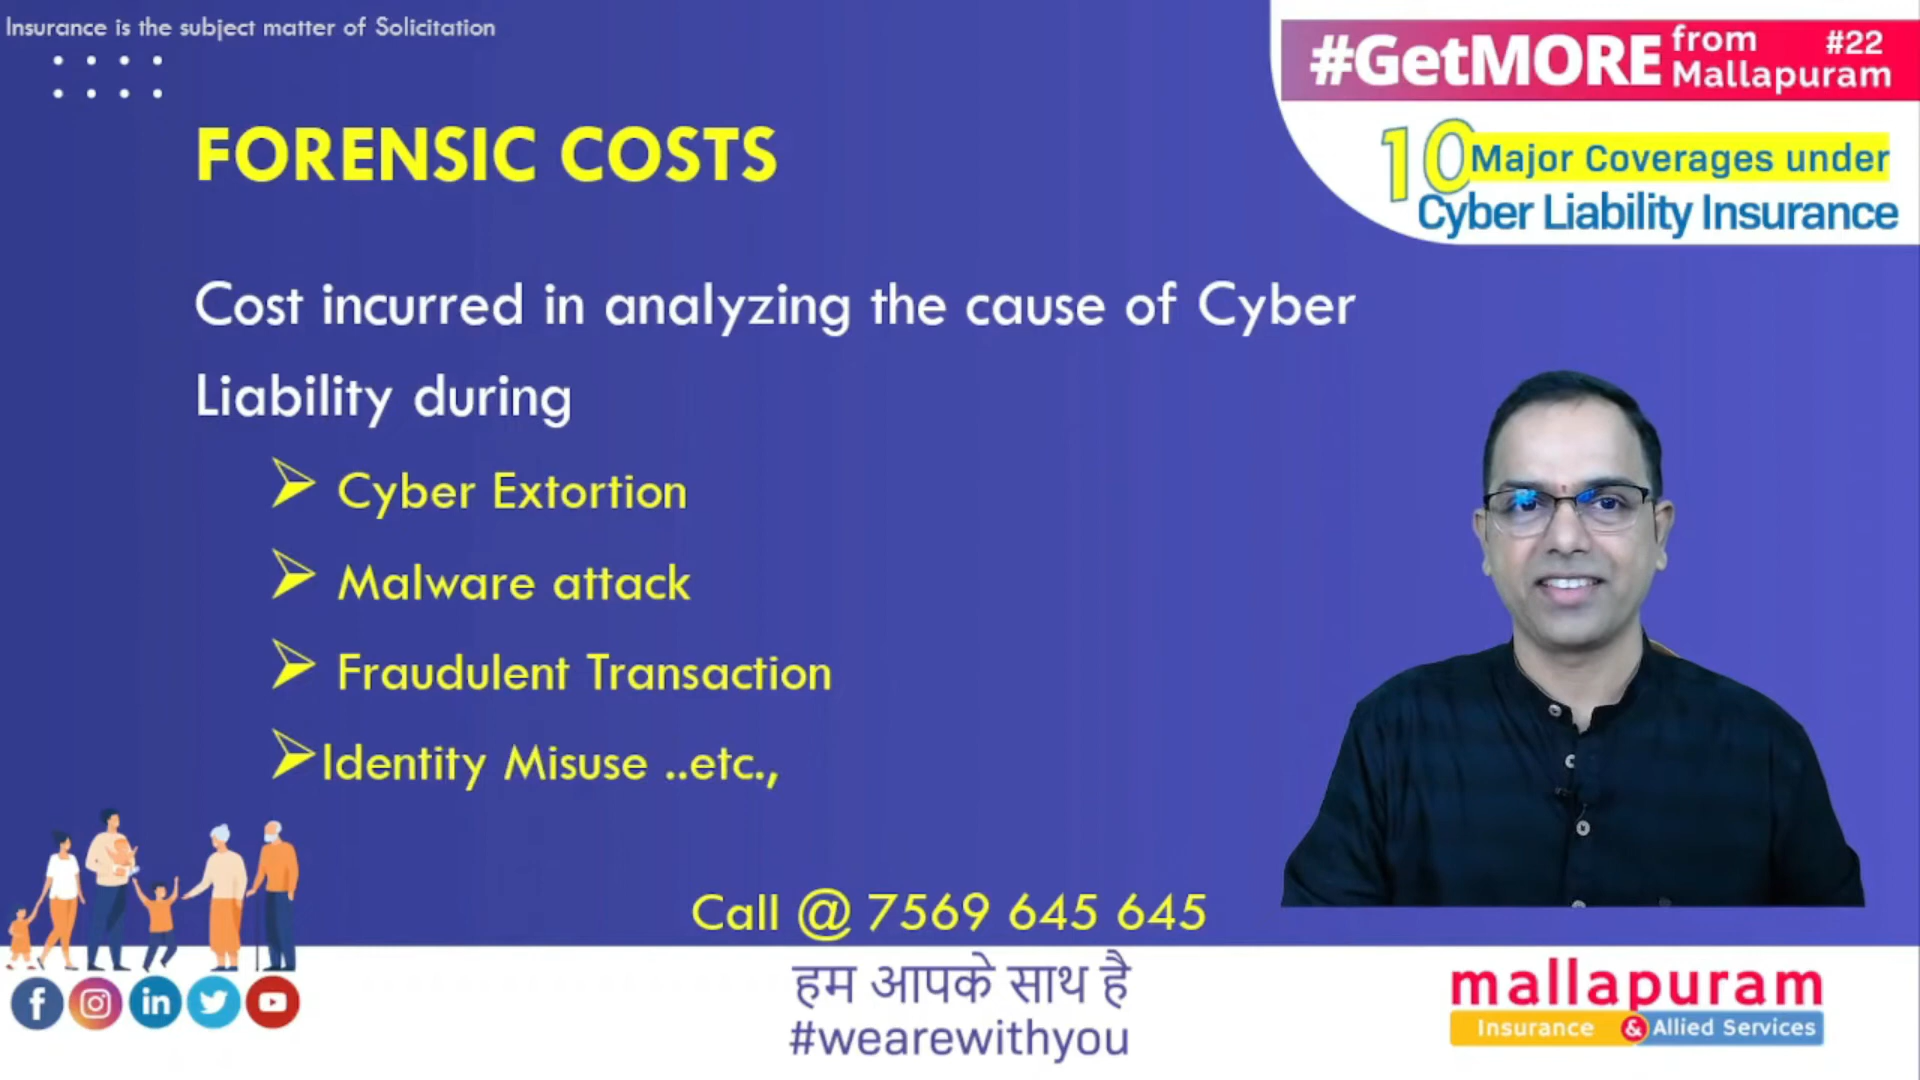 Insurance is the subject matter of Solicitation
#GetMORE from Mallapuram #22
10 Major Coverages under
Cyber Liability Insurance
FORENSIC COSTS
Cost incurred in analyzing the cause of Cyber
Liability during
Cyber Extortion
Malware attack
Fraudulent Transaction
Identity Misuse ..etc.,
Call @ 7569 645 645
हम आपके साथ है
#wearewithyou
mallapuram
Insurance & Allied Services